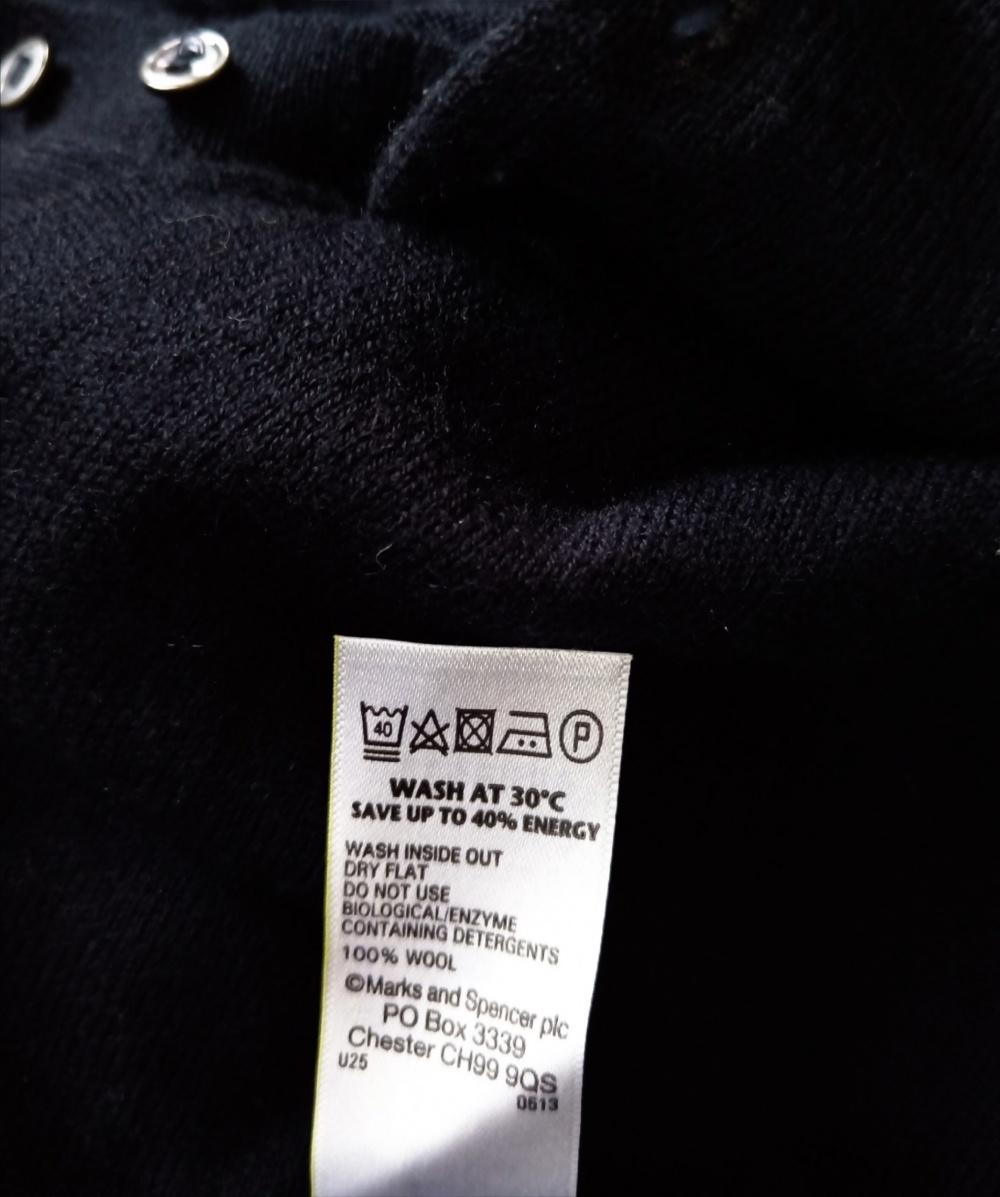 40
P
WASH AT 30°C
SAVE UP TO 40% ENERGY
WASH INSIDE OUT
DRY FLAT
DO NOT USE
BIOLOGICAL/ENZYME
CONTAINING DETERGENTS
100% WOOL
©Marks and Spencer plc
PO Box 3339
Chester CH99 9QS
U25
0613